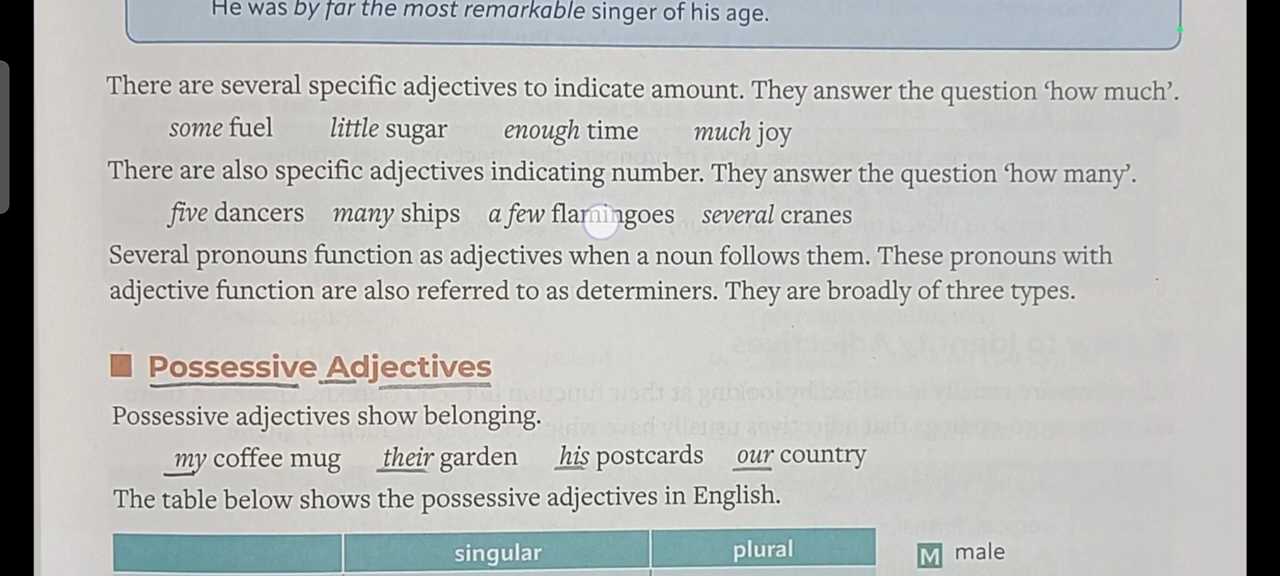 He was by far the most remarkable singer of his age.
There are several specific adjectives to indicate amount. They answer the question ‘how much’.
some fuel little sugar enough time much joy
There are also specific adjectives indicating number. They answer the question ‘how many’.
five dancers many ships a few flamingoes several cranes
Several pronouns function as adjectives when a noun follows them. These pronouns with
adjective function are also referred to as determiners. They are broadly of three types.
Possessive Adjectives
Possessive adjectives show belonging.
my coffee mug their garden his postcards our country
The table below shows the possessive adjectives in English.
singular plural M male